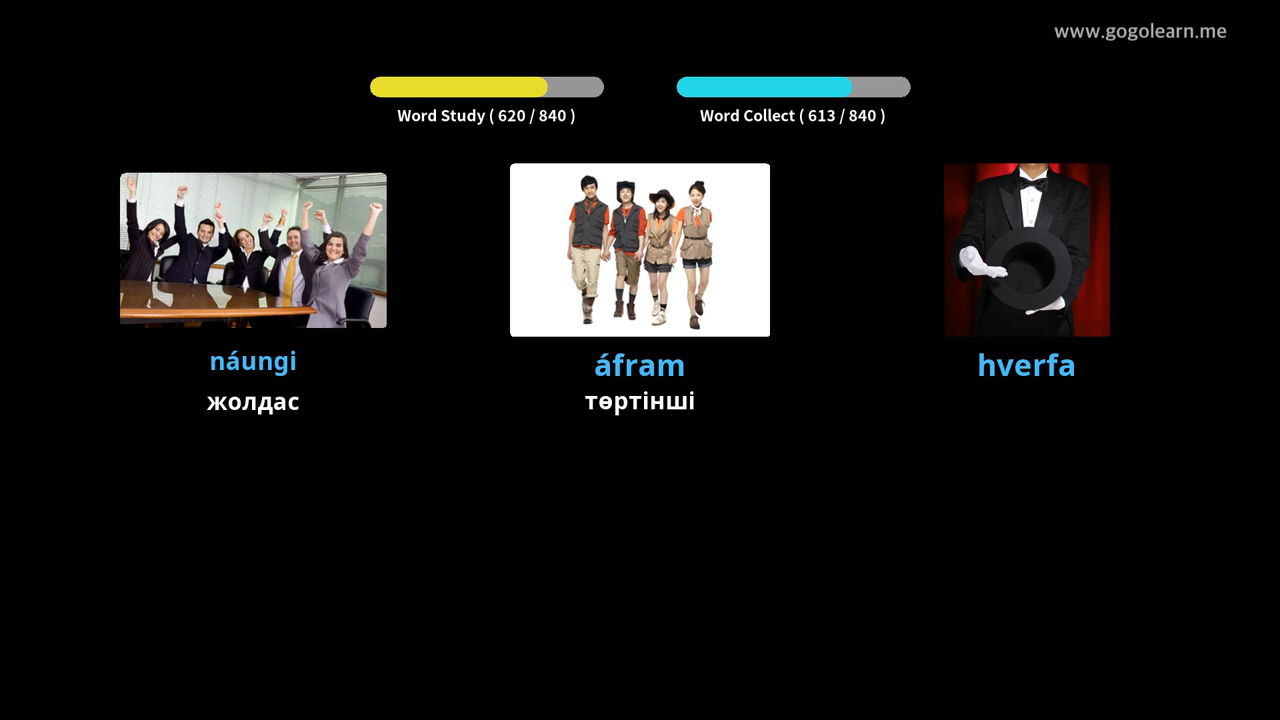 www.gogolearn.me
Word Study ( 620 / 840 )
Word Collect ( 613 / 840 )
náungi
жолдас
áfram
төртінші
hverfa